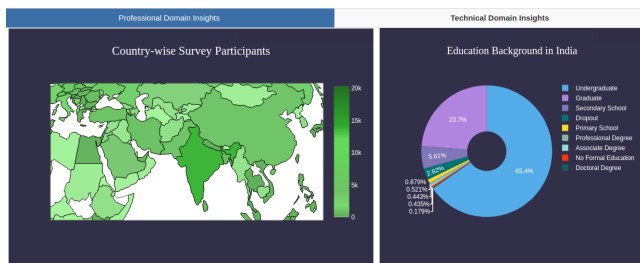 Professional Domain Insights
Technical Domain Insights
Country-wise Survey Participants
20k
15k
10k
5k
0
Education Background in India
65.4%
23.7%
5.61%
2.82%
0.879%
0.521%
0.443%
0.435%
0.179%
Undergraduate
Graduate
Secondary School
Dropout
Primary School
Professional Degree
Associate Degree
No Formal Education
Doctoral Degree